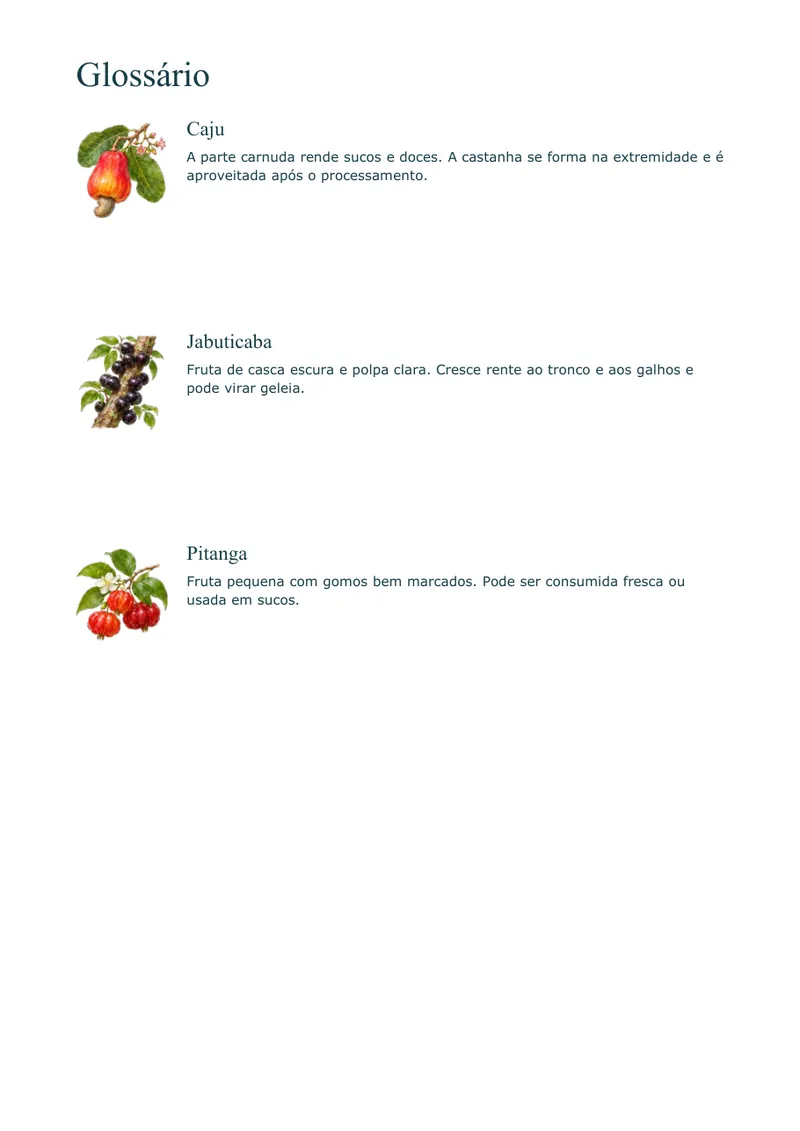 Glossário
Caju
A parte carnuda rende sucos e doces. A castanha se forma na extremidade e é
aproveitada após o processamento.
Jabuticaba
Fruta de casca escura e polpa clara. Cresce rente ao tronco e aos galhos e
pode virar geleia.
Pitanga
Fruta pequena com gomos bem marcados. Pode ser consumida fresca ou
usada em sucos.